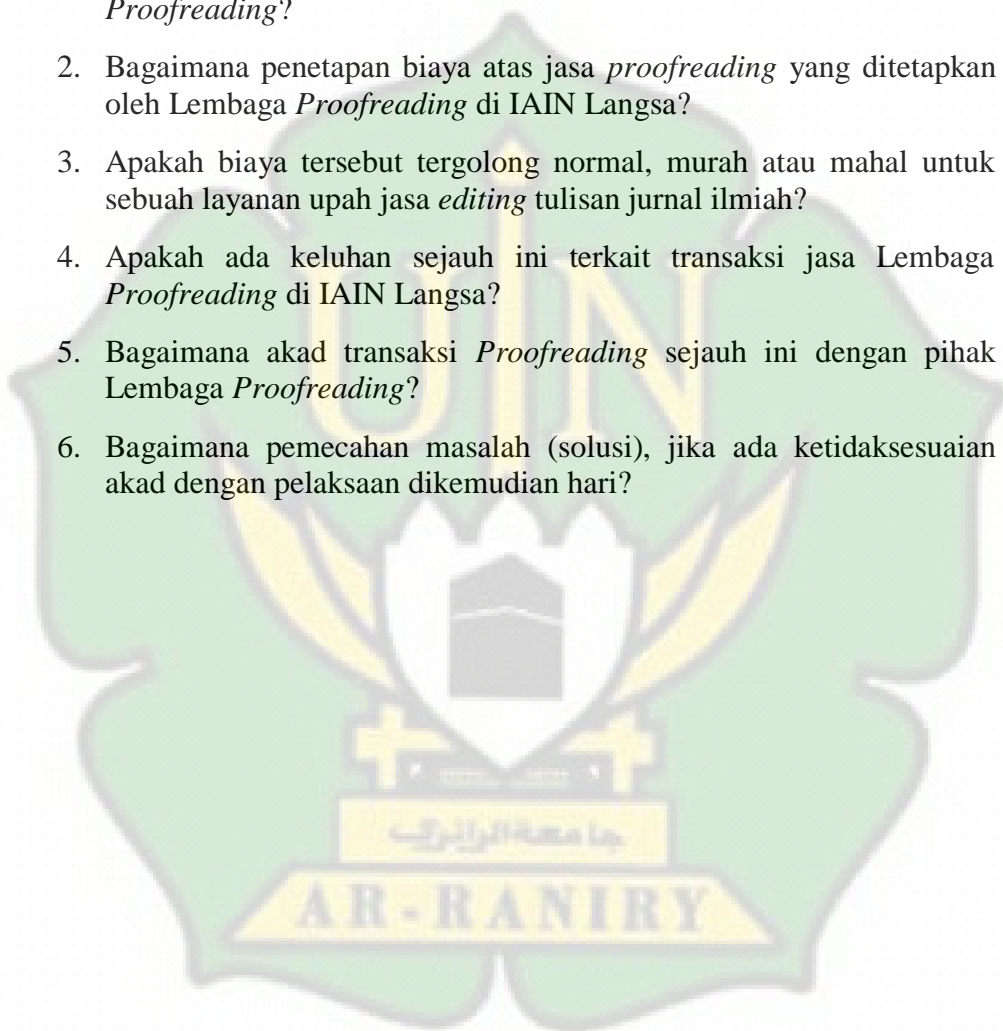 Proofreading?
2. Bagaimana penetapan biaya atas jasa proofreading yang ditetapkan
oleh Lembaga Proofreading di IAIN Langsa?
3. Apakah biaya tersebut tergolong normal, murah atau mahal untuk
sebuah layanan upah jasa editing tulisan jurnal ilmiah?
4. Apakah ada keluhan sejauh ini terkait transaksi jasa Lembaga
Proofreading di IAIN Langsa?
5. Bagaimana akad transaksi Proofreading sejauh ini dengan pihak
Lembaga Proofreading?
6. Bagaimana pemecahan masalah (solusi), jika ada ketidaksesuaian
akad dengan pelaksaan dikemudian hari?
UIN
جامعة الرانري
AR-RANIRY